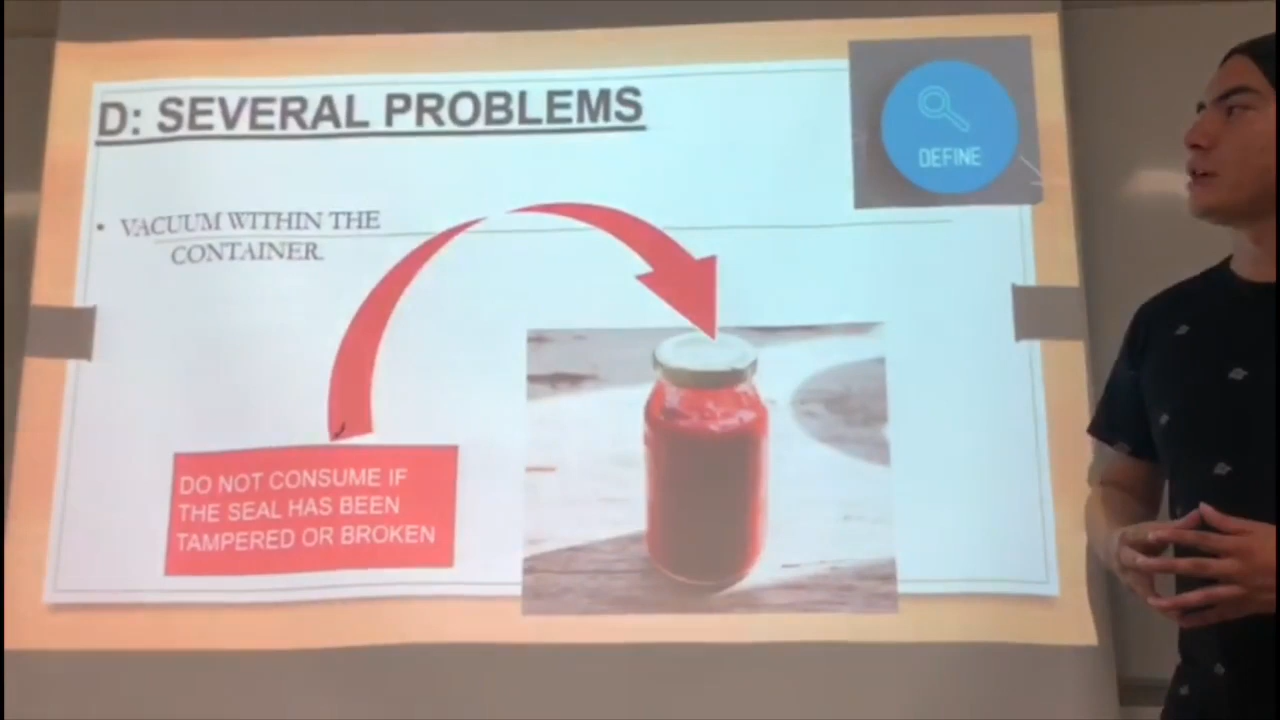 D: SEVERAL PROBLEMS
DEFINE
• VACUUM WITHIN THE
CONTAINER
DO NOT CONSUME IF
THE SEAL HAS BEEN
TAMPERED OR BROKEN